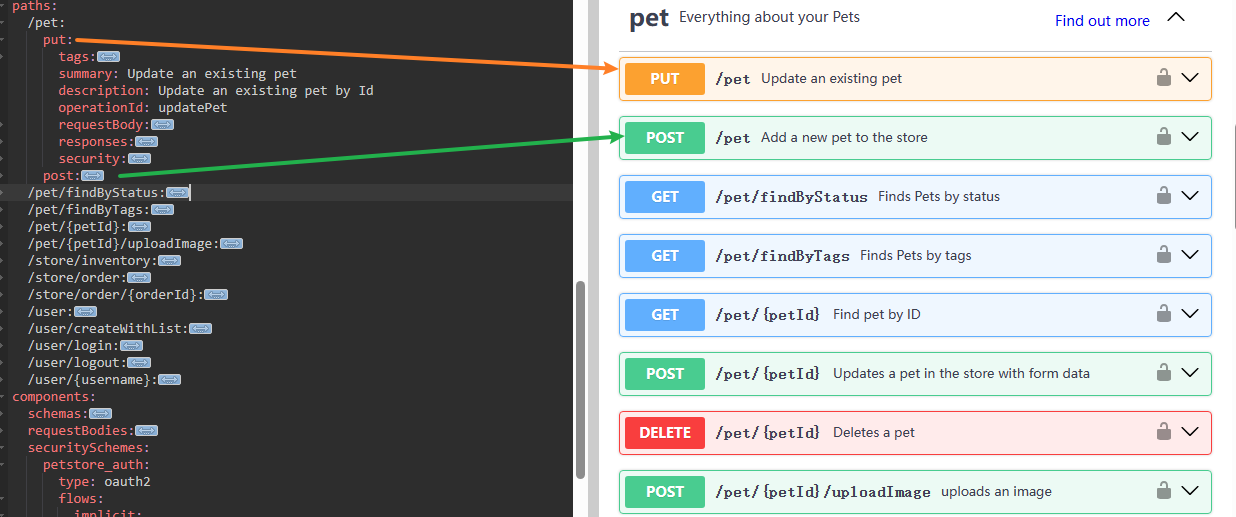 paths:
/pet:
put:
tags:
summary: Update an existing pet
description: Update an existing pet by Id
operationId: updatePet
requestBody:
responses:
security:
post:
/pet/findByStatus:
/pet/findByTags:
/pet/{petId}:
/pet/{petId}/uploadImage:
/store/inventory:
/store/order:
/store/order/{orderId}:
/user:
/user/createWithList:
/user/login:
/user/logout:
/user/{username}:
components:
schemas:
requestBodies:
securitySchemes:
petstore_auth:
type: oauth2
flows:
implicit:
pet Everything about your Pets Find out more
PUT /pet Update an existing pet
POST /pet Add a new pet to the store
GET /pet/findByStatus Finds Pets by status
GET /pet/findByTags Finds Pets by tags
GET /pet/{petId} Find pet by ID
POST /pet/{petId} Updates a pet in the store with form data
DELETE /pet/{petId} Deletes a pet
POST /pet/{petId}/uploadImage uploads an image